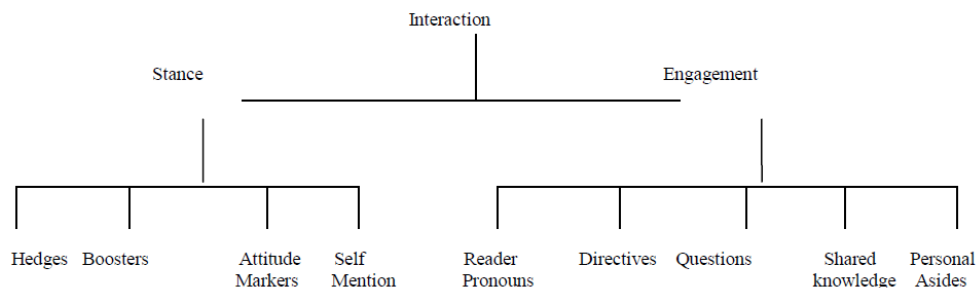 Interaction
Stance Engagement
Hedges Boosters Attitude Self Reader Directives Questions Shared Personal
Markers Mention Pronouns knowledge Asides